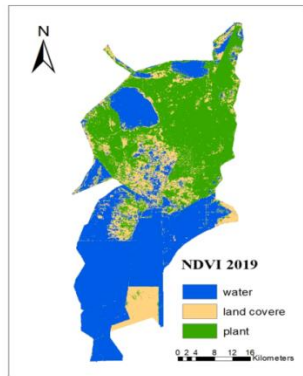 N
NDVI 2019
water
land covere
plant
0 2 4 8 12 16
Kilometers